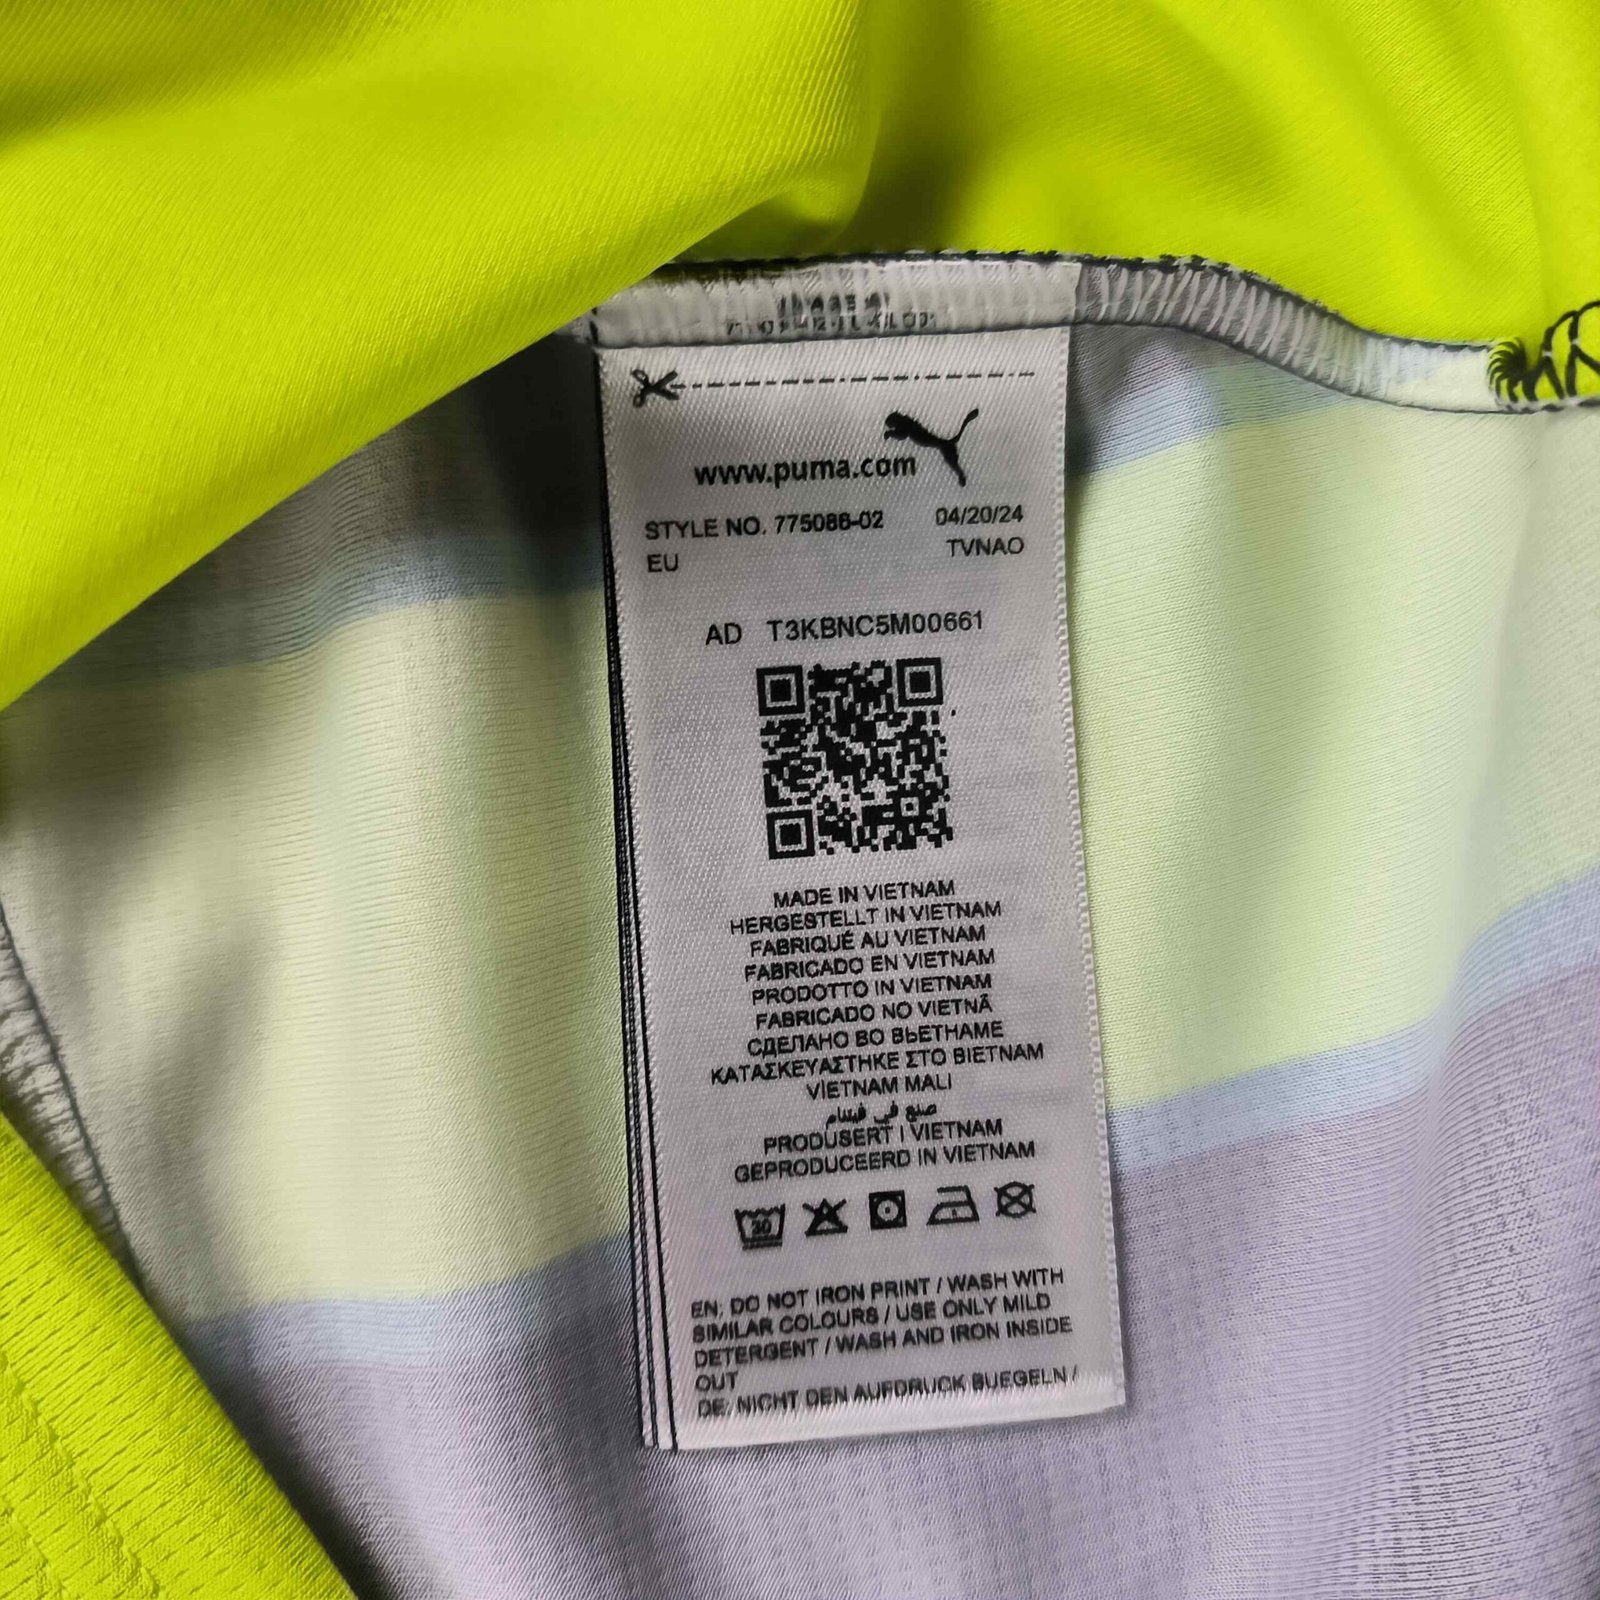 www.puma.com
STYLE NO. 775086-02 04/20/24
EU TVNAO
AD T3KBNC5M00661
MADE IN VIETNAM
HERGESTELLT IN VIETNAM
FABRIQUÉ AU VIETNAM
FABRICADO EN VIETNAM
PRODOTTO IN VIETNAM
FABRICADO NO VIETNÃ
СДЕЛАНО ВО ВЬЕТНАМЕ
ΚΑΤΑΣΚΕΥΑΣΤΗΚΕ ΣΤΟ ΒΙΕΤΝΑΜ
VİETNAM MALI
صنع في فيتنام
PRODUSERT I VIETNAM
GEPRODUCEERD IN VIETNAM
30
EN: DO NOT IRON PRINT / WASH WITH
SIMILAR COLOURS / USE ONLY MILD
DETERGENT / WASH AND IRON INSIDE
OUT
DE: NICHT DEN AUFDRUCK BUEGELN /